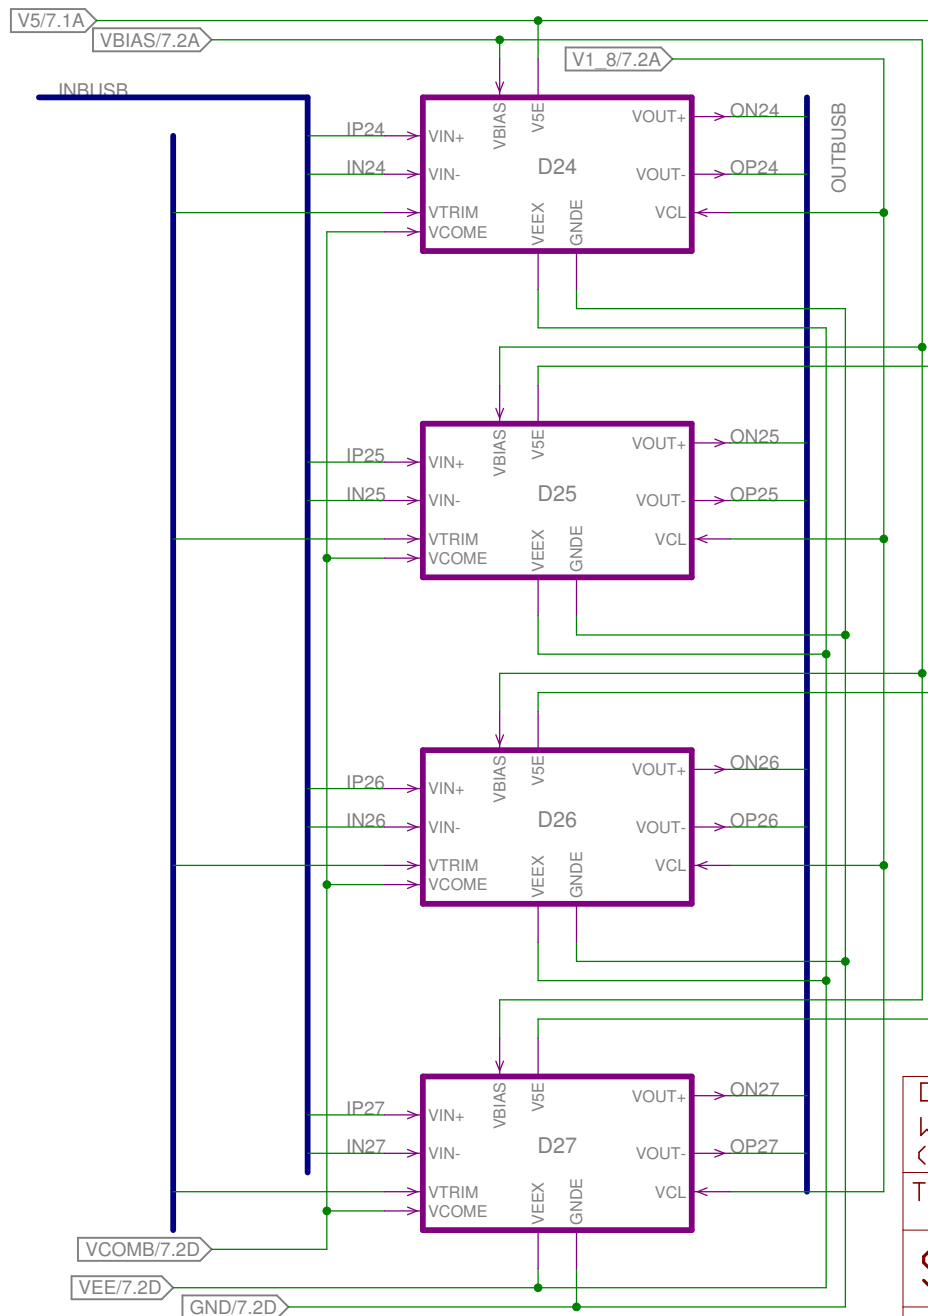 V5/7.1A
VBIAS/7.2A
V1_8/7.2A
INBUSB
OUTBUSB
VBIAS
V5E
IP24
VIN+
VOUT+
ON24
D24
IN24
VIN-
VOUT-
OP24
VTRIM
VCL
VCOME
VEEX
GNDE
VBIAS
V5E
IP25
VIN+
VOUT+
ON25
D25
IN25
VIN-
VOUT-
OP25
VTRIM
VCL
VCOME
VEEX
GNDE
VBIAS
V5E
IP26
VIN+
VOUT+
ON26
D26
IN26
VIN-
VOUT-
OP26
VTRIM
VCL
VCOME
VEEX
GNDE
VBIAS
V5E
IP27
VIN+
VOUT+
ON27
D27
IN27
VIN-
VOUT-
OP27
VTRIM
VCL
VCOME
VEEX
GNDE
T
VCOMB/7.2D
VEE/7.2D
GND/7.2D